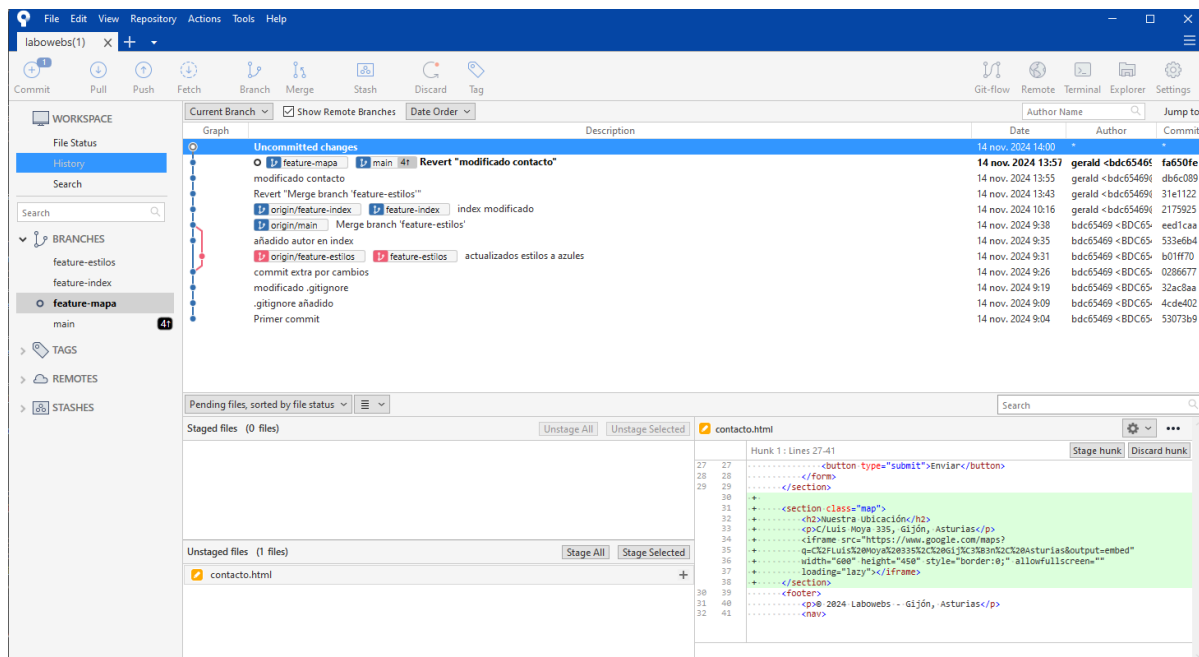 File Edit View Repository Actions Tools Help
labowebs(1)
1
Commit Pull Push Fetch Branch Merge Stash Discard Tag Git-flow Remote Terminal Explorer Settings
WORKSPACE
File Status
History
Search
Search
BRANCHES
feature-estilos
feature-index
feature-mapa
main 4↑
TAGS
REMOTES
STASHES
Current Branch Show Remote Branches Date Order Author Name Jump to
Graph Description Date Author Commit
Uncommitted changes 14 nov. 2024 14:00 * *
feature-mapa main 4↑ Revert "modificado contacto" 14 nov. 2024 13:57 gerald <bdc65469 fa650fe
modificado contacto 14 nov. 2024 13:55 gerald <bdc65469( db6c089
Revert "Merge branch 'feature-estilos'" 14 nov. 2024 13:43 gerald <bdc65469( 31e1122
origin/feature-index feature-index index modificado 14 nov. 2024 10:16 gerald <bdc65469( 2175925
origin/main Merge branch 'feature-estilos' 14 nov. 2024 9:38 bdc65469 <BDC65 eed1caa
añadido autor en index 14 nov. 2024 9:35 bdc65469 <BDC65 533e6b4
origin/feature-estilos feature-estilos actualizados estilos a azules 14 nov. 2024 9:31 bdc65469 <BDC65 b01ff70
commit extra por cambios 14 nov. 2024 9:26 bdc65469 <BDC65 0286677
modificado .gitignore 14 nov. 2024 9:19 bdc65469 <BDC65 32ac8aa
.gitignore añadido 14 nov. 2024 9:09 bdc65469 <BDC65 4cde402
Primer commit 14 nov. 2024 9:04 bdc65469 <BDC65 53073b9
Pending files, sorted by file status Search
Staged files (0 files) Unstage All Unstage Selected
Unstaged files (1 files) Stage All Stage Selected
contacto.html
contacto.html
Hunk 1 : Lines 27-41 Stage hunk Discard hunk
27 27 <button type="submit">Enviar</button>
28 28 </form>
29 29 </section>
30 +
31 + <section class="map">
32 + <h2>Nuestra Ubicación</h2>
33 + <p>C/Luis Moya 335, Gijón, Asturias</p>
34 + <iframe src="https://www.google.com/maps?
35 + q=C%2FLuis%20Moya%20335%2C%20Gij%C3%B3n%2C%20Asturias&output=embed"
36 + width="600" height="450" style="border:0;" allowfullscreen=""
37 + loading="lazy"></iframe>
38 + </section>
30 39 <footer>
31 40 <p>© 2024 Labowebs - Gijón, Asturias</p>
32 41 <nav>